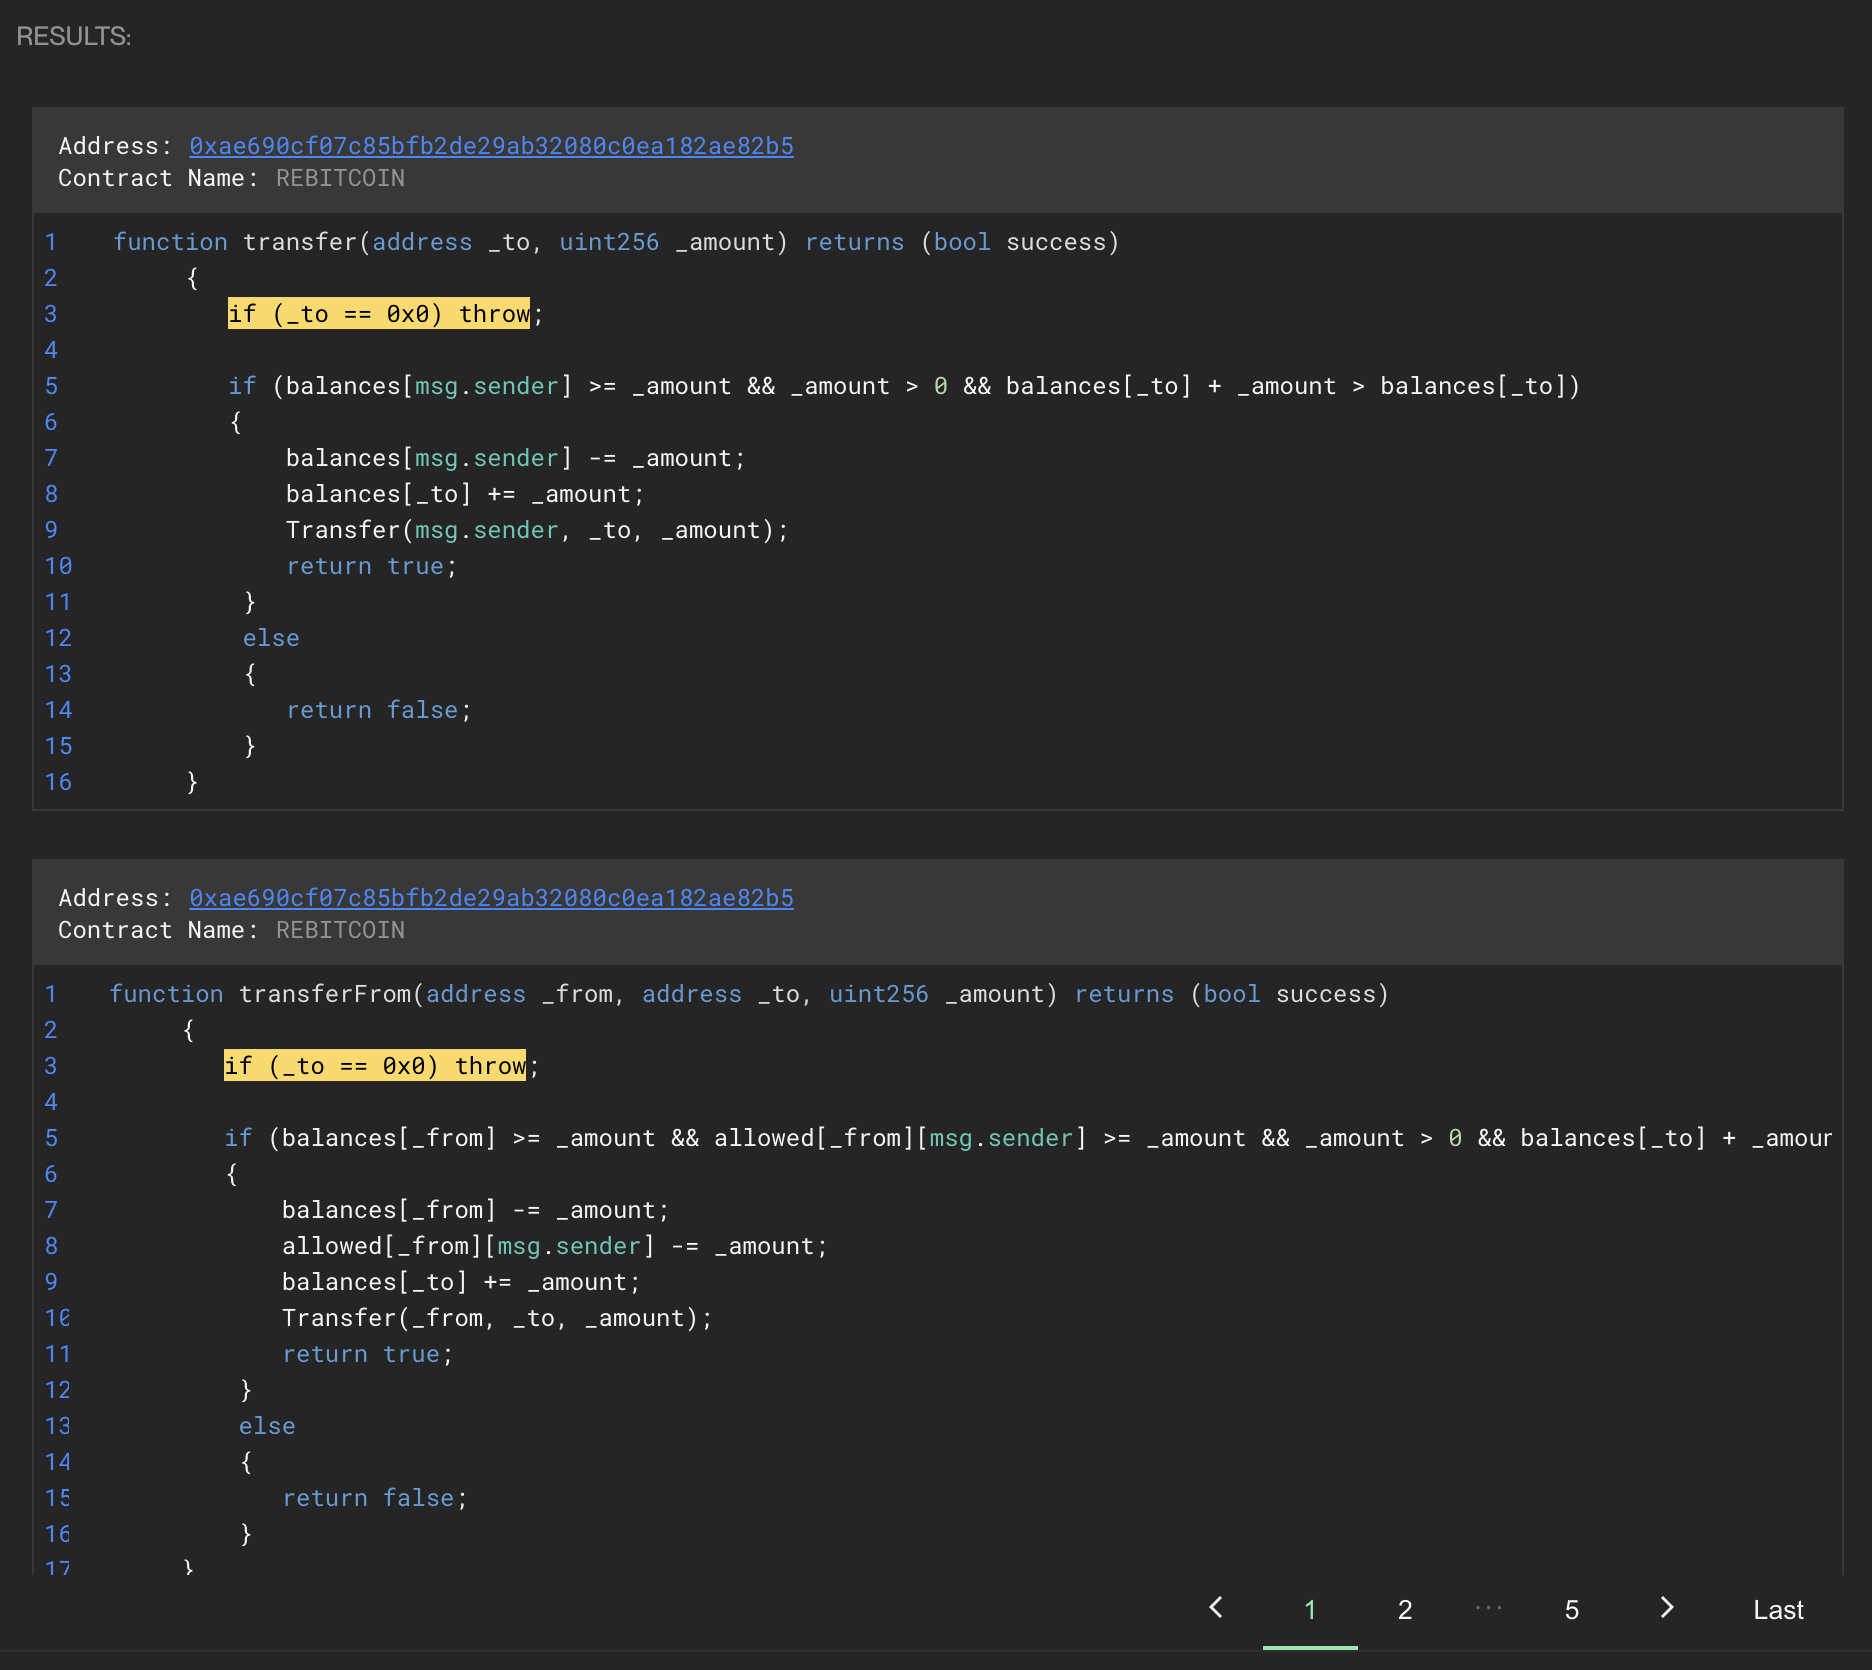 RESULTS:
Address: 0xae690cf07c85bfb2de29ab32080c0ea182ae82b5
Contract Name: REBITCOIN
1 function transfer(address _to, uint256 _amount) returns (bool success)
2 {
3 if (_to == 0x0) throw;
4
5 if (balances[msg.sender] >= _amount && _amount > 0 && balances[_to] + _amount > balances[_to])
6 {
7 balances[msg.sender] -= _amount;
8 balances[_to] += _amount;
9 Transfer(msg.sender, _to, _amount);
10 return true;
11 }
12 else
13 {
14 return false;
15 }
16 }
Address: 0xae690cf07c85bfb2de29ab32080c0ea182ae82b5
Contract Name: REBITCOIN
1 function transferFrom(address _from, address _to, uint256 _amount) returns (bool success)
2 {
3 if (_to == 0x0) throw;
4
5 if (balances[_from] >= _amount && allowed[_from][msg.sender] >= _amount && _amount > 0 && balances[_to] + _amour
6 {
7 balances[_from] -= _amount;
8 allowed[_from][msg.sender] -= _amount;
9 balances[_to] += _amount;
10 Transfer(_from, _to, _amount);
11 return true;
12 }
13 else
14 {
15 return false;
16 }
17 }
< 1 2 ··· 5 > Last